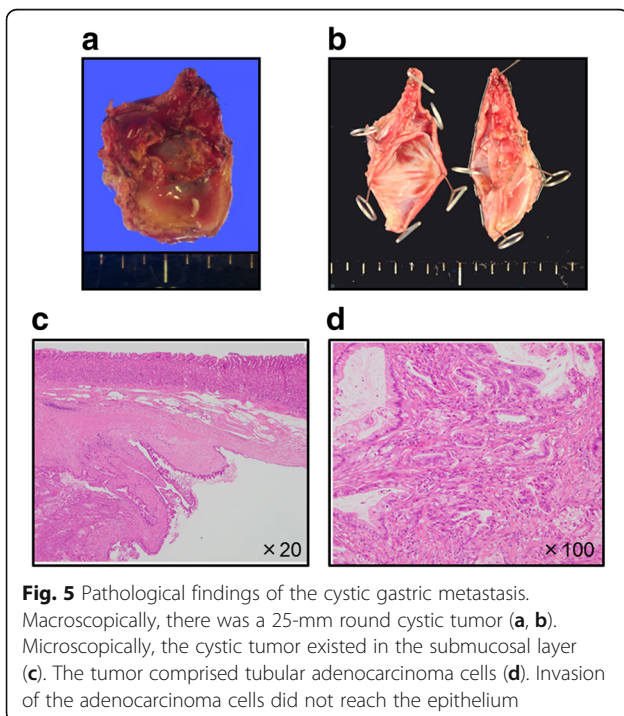 a
b
c
d
× 20
× 100
Fig. 5 Pathological findings of the cystic gastric metastasis.
Macroscopically, there was a 25-mm round cystic tumor (a, b).
Microscopically, the cystic tumor existed in the submucosal layer
(c). The tumor comprised tubular adenocarcinoma cells (d). Invasion
of the adenocarcinoma cells did not reach the epithelium